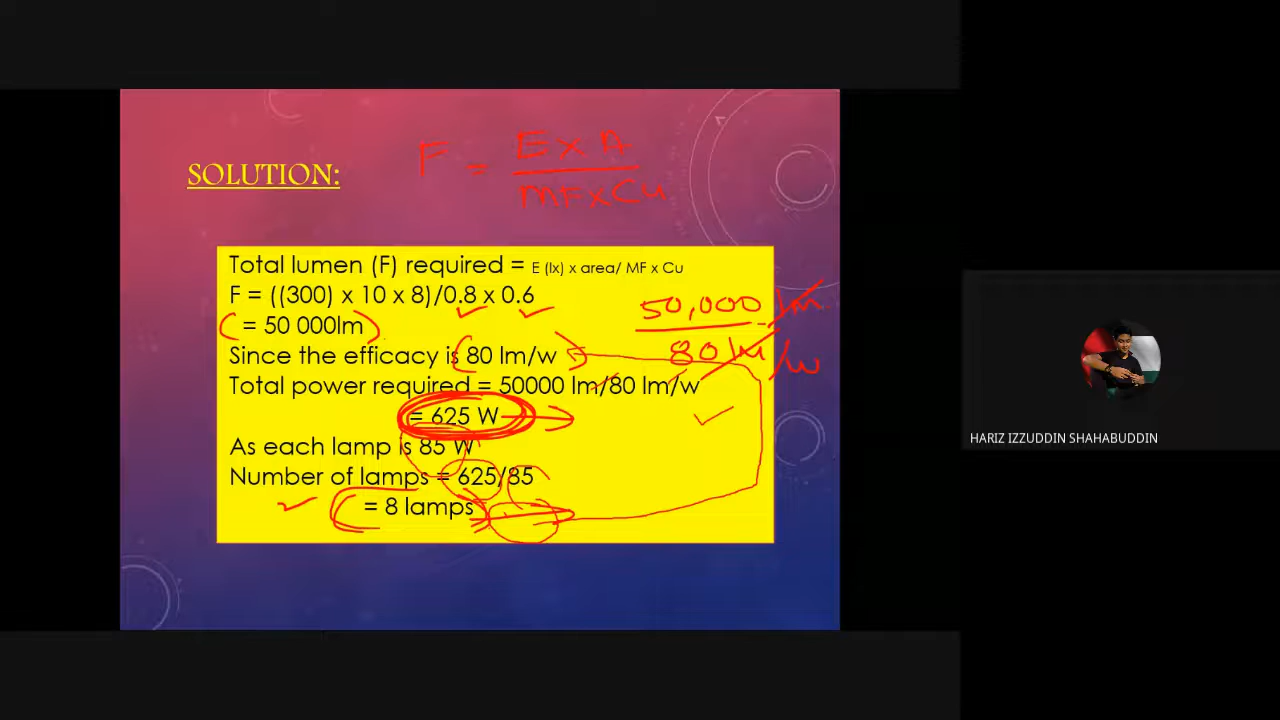 SOLUTION:
F = E x A
MF x Cu
Total lumen (F) required = E (lx) x area/ MF x Cu
F = ((300) x 10 x 8)/0.8 x 0.6
= 50 000lm
50,000 lm
80 lm/w
Since the efficacy is 80 lm/w
Total power required = 50000 lm/80 lm/w
= 625 W
As each lamp is 85 W
Number of lamps = 625/85
= 8 lamps
HARIZ IZZUDDIN SHAHABUDDIN